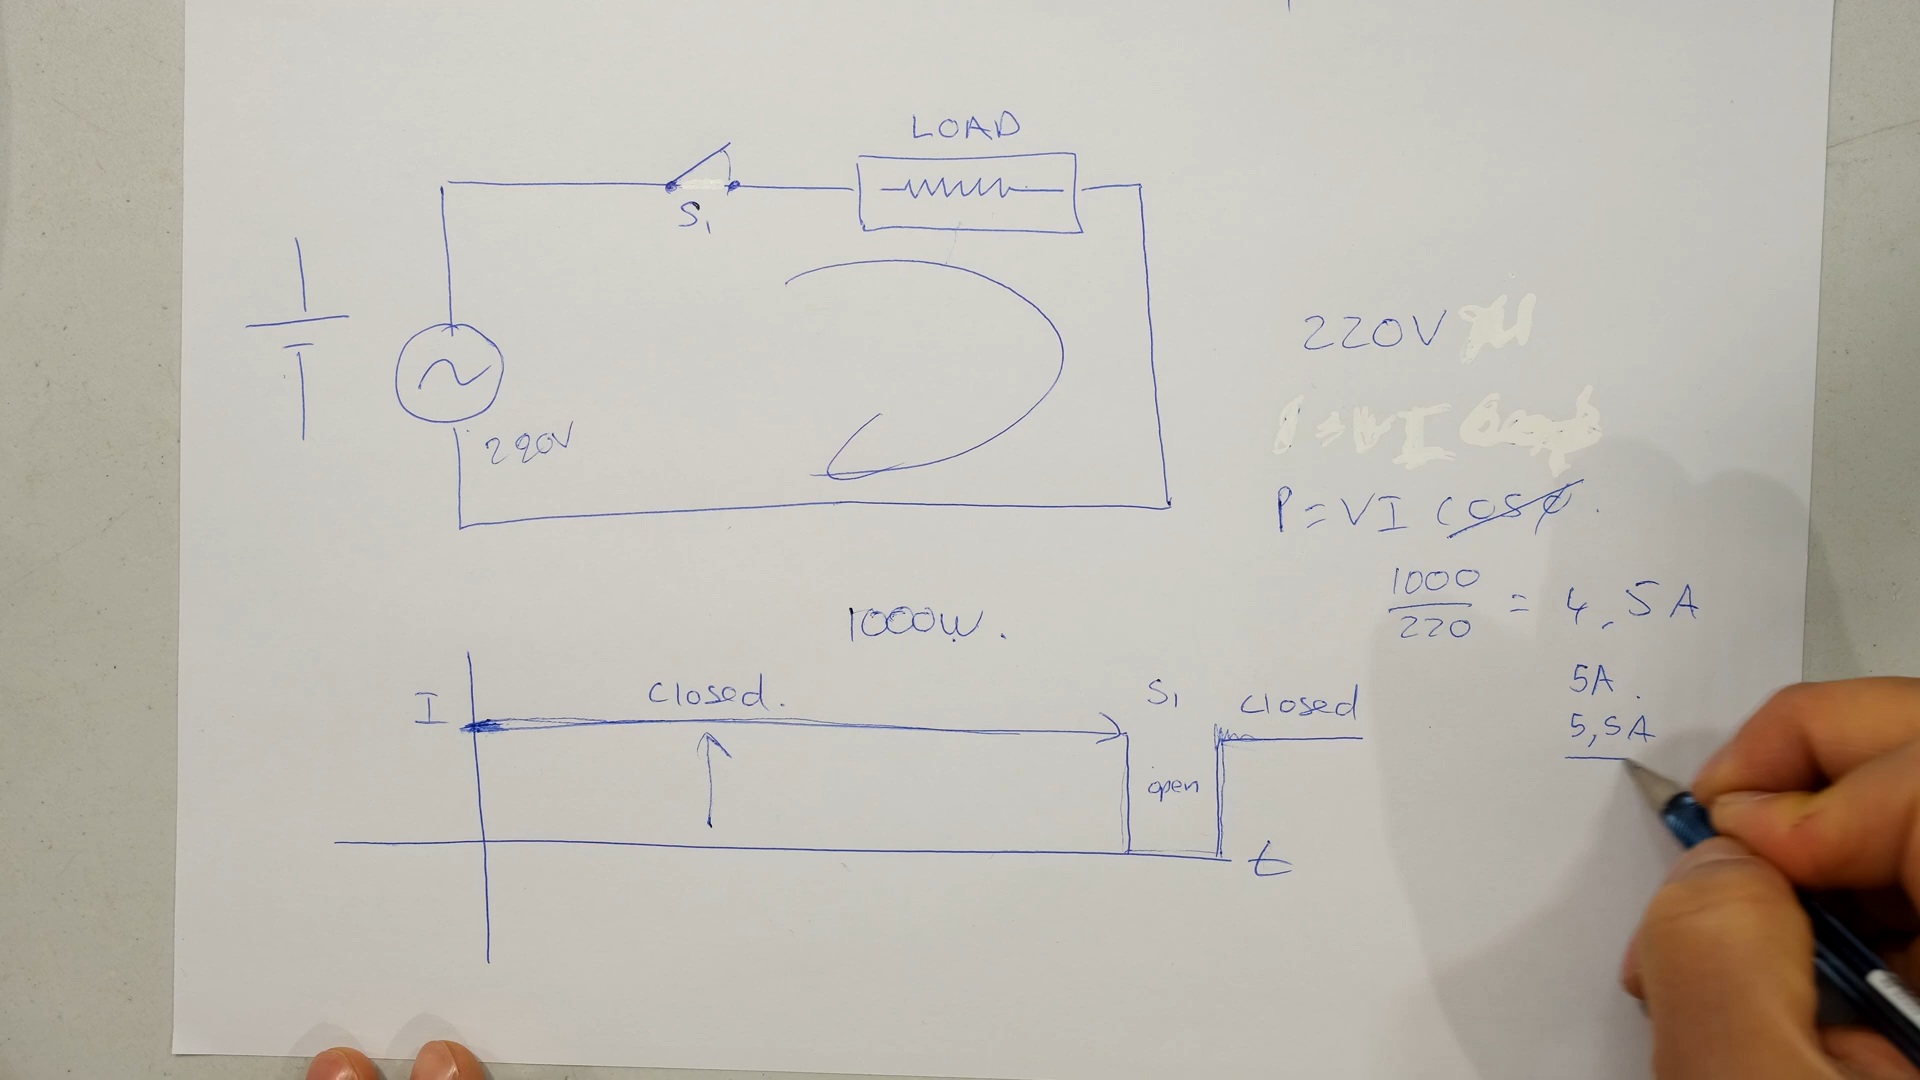 LOAD
S1
220V
220V
P=VI cosφ.
1000
220
= 4,5A
1000W.
5A.
5,5A
I
closed.
S1
closed
open
t